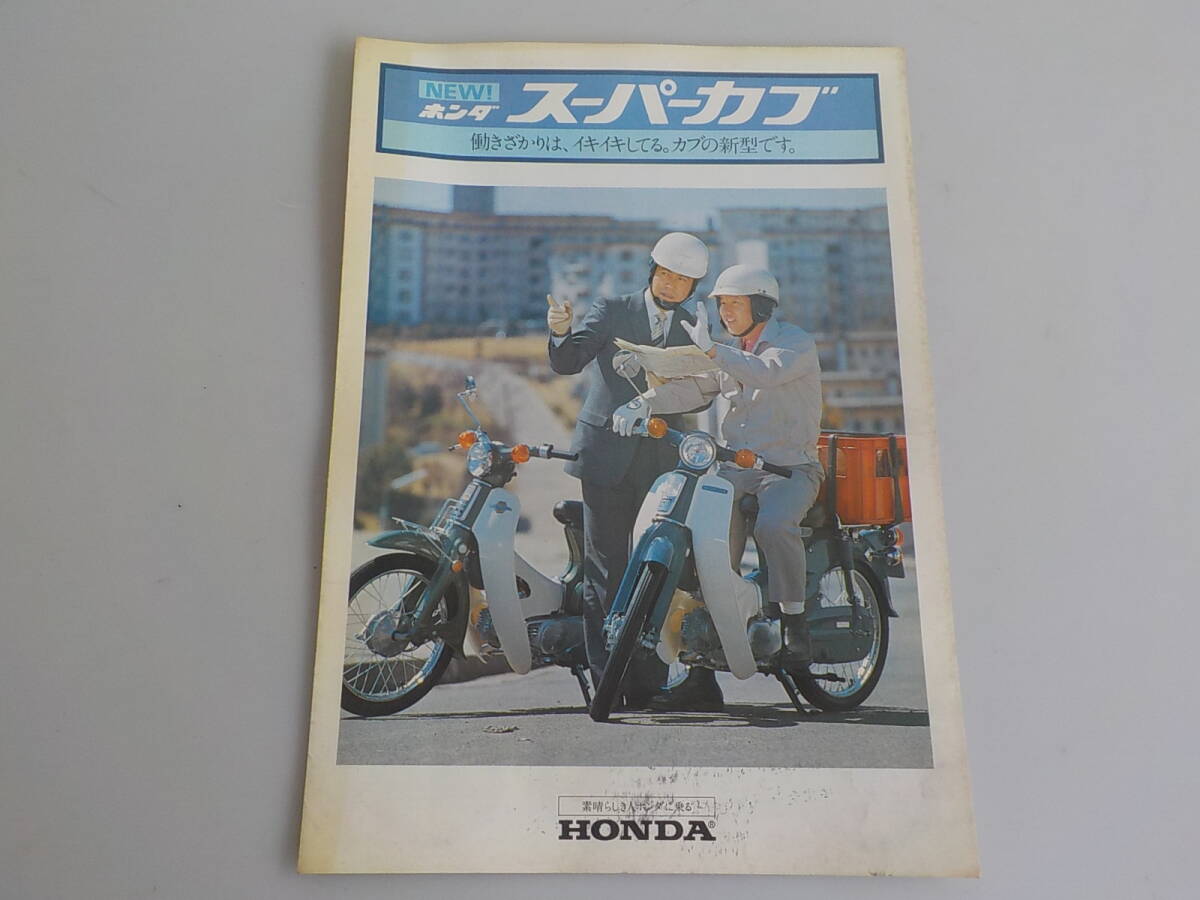 NEW!
ホンダ スーパーカブ
働きざかりは、イキイキしてる。カブの新型です。
素晴らしき人ホンダに乗る
HONDA®